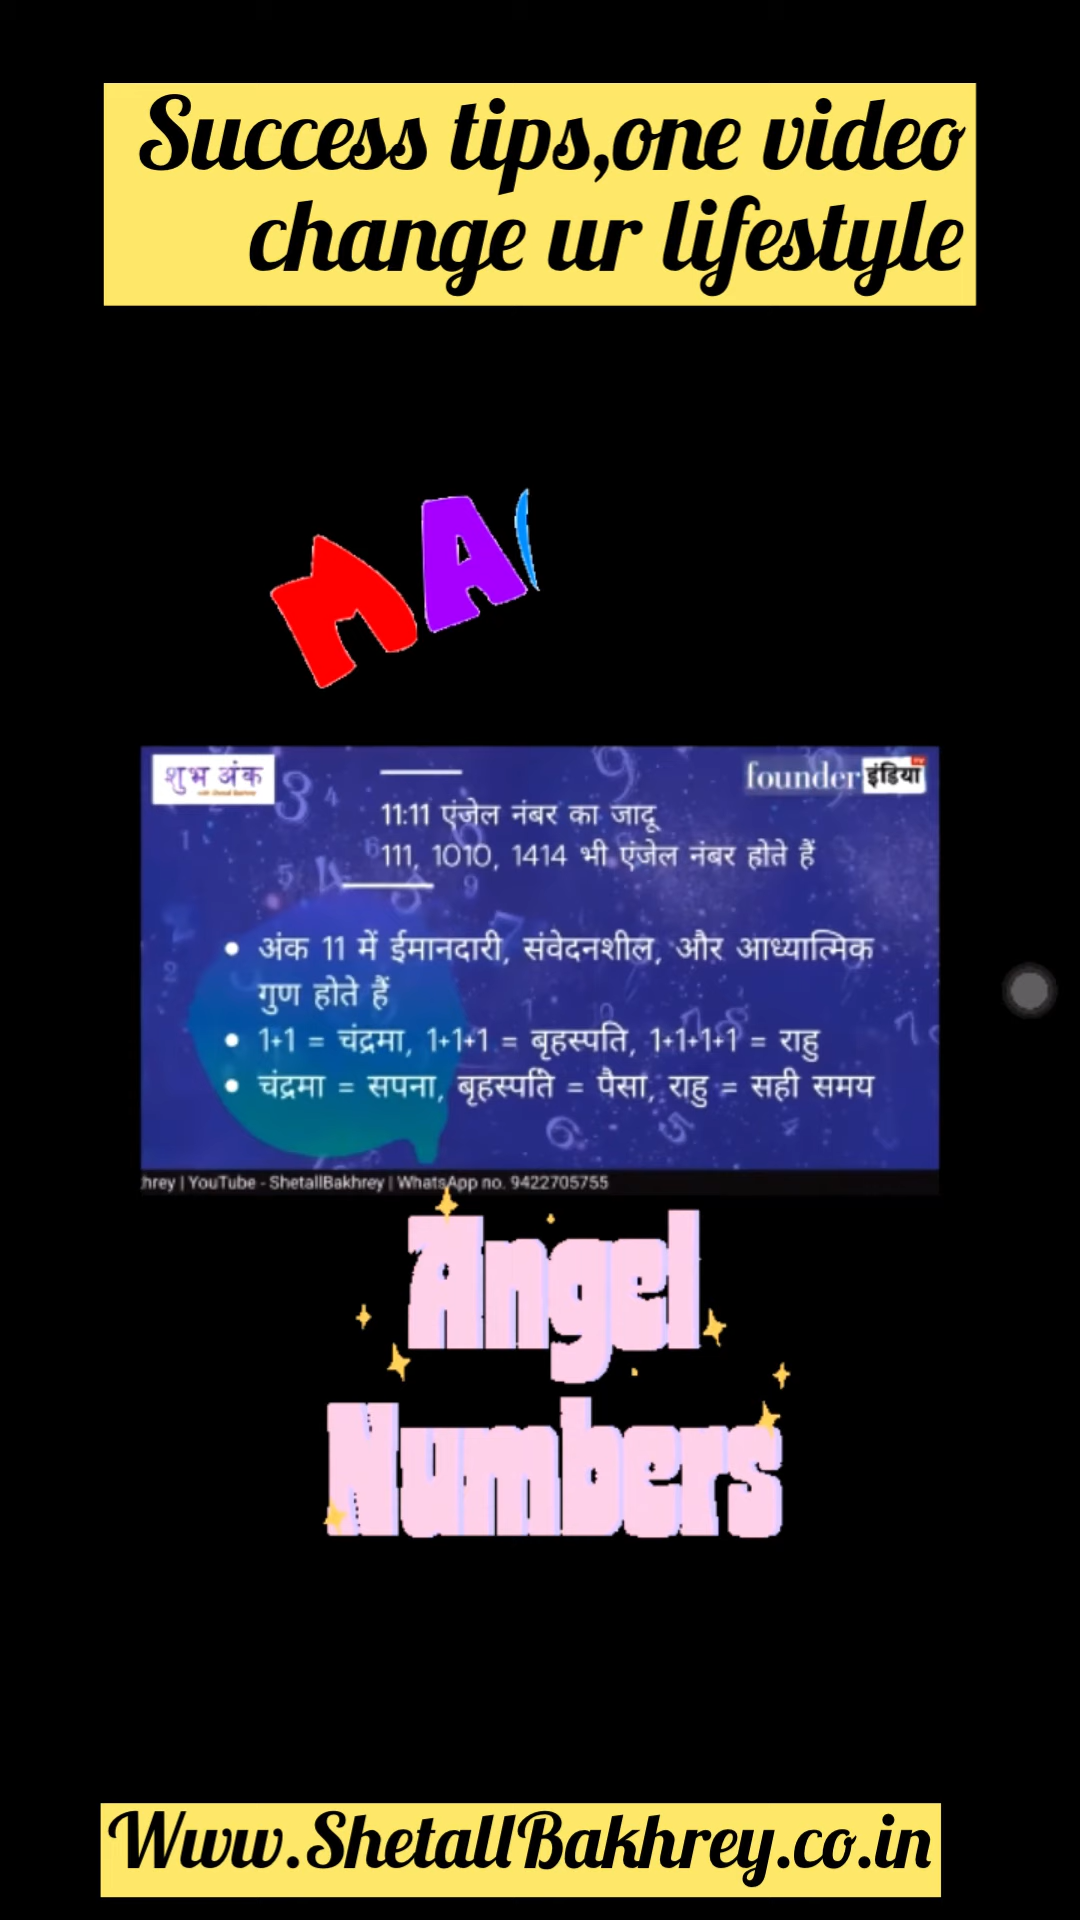 Success tips,one video
change ur lifestyle
MA
शुभ अंक
founder इंडिया
11:11 एंजेल नंबर का जादू
111, 1010, 1414 भी एंजेल नंबर होते हैं
• अंक 11 में ईमानदारी, संवेदनशील, और आध्यात्मिक
गुण होते हैं
• 1+1 = चंद्रमा, 1+1+1 = बृहस्पति, 1+1+1+1 = राहु
• चंद्रमा = सपना, बृहस्पति = पैसा, राहु = सही समय
hrey | YouTube - ShetallBakhrey | WhatsApp no. 9422705755
Angel
Numbers
Www.ShetallBakhrey.co.in